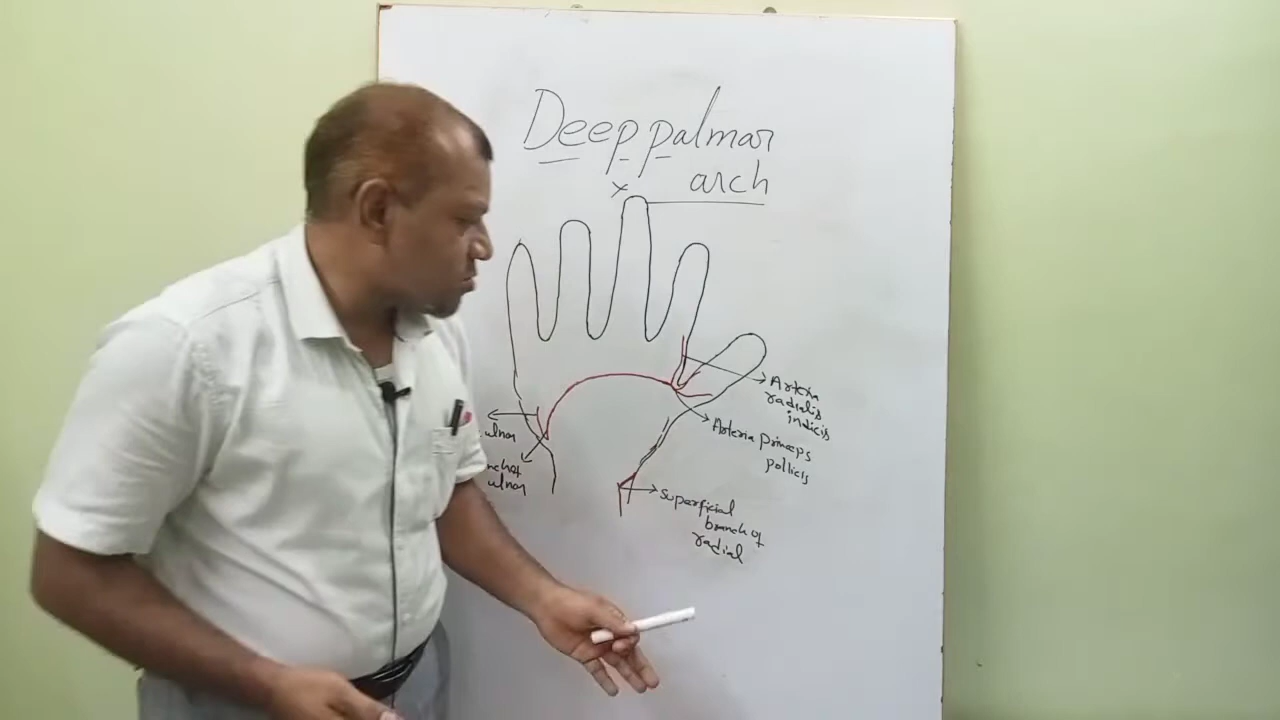 Deep palmar
arch
x
Arteria
radialis
indicis
Arteria princeps
pollicis
ulnar
ulnar
Superficial
branch of
radial